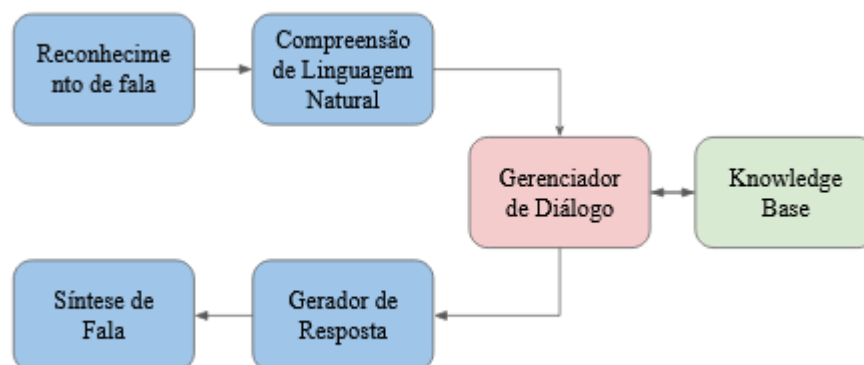 Reconhecime
nto de fala
Compreensão
de Linguagem
Natural
Gerenciador
de Diálogo
Knowledge
Base
Síntese de
Fala
Gerador de
Resposta